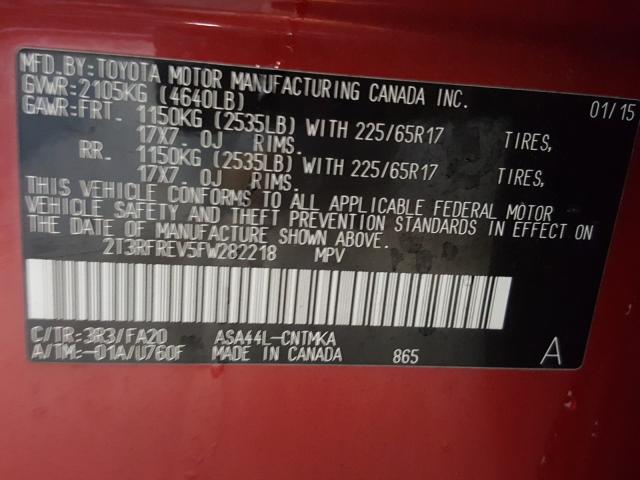 MFD.BY:TOYOTA MOTOR MANUFACTURING CANADA INC.
GVWR:2105KG (4640LB) 01/15
GAWR:FRT. 1150KG (2535LB) WITH 225/65R17 TIRES,
17X7. OJ RIMS.
RR. 1150KG (2535LB) WITH 225/65R17 TIRES,
17X7. OJ RIMS.
THIS VEHICLE CONFORMS TO ALL APPLICABLE FEDERAL MOTOR
VEHICLE SAFETY AND THEFT PREVENTION STANDARDS IN EFFECT ON
THE DATE OF MANUFACTURE SHOWN ABOVE.
2T3RFREV5FW282218 MPV
C/TR:3R3/FA20 ASA44L-CNTMKA
A/TM:-01A/U760F MADE IN CANADA 865 A